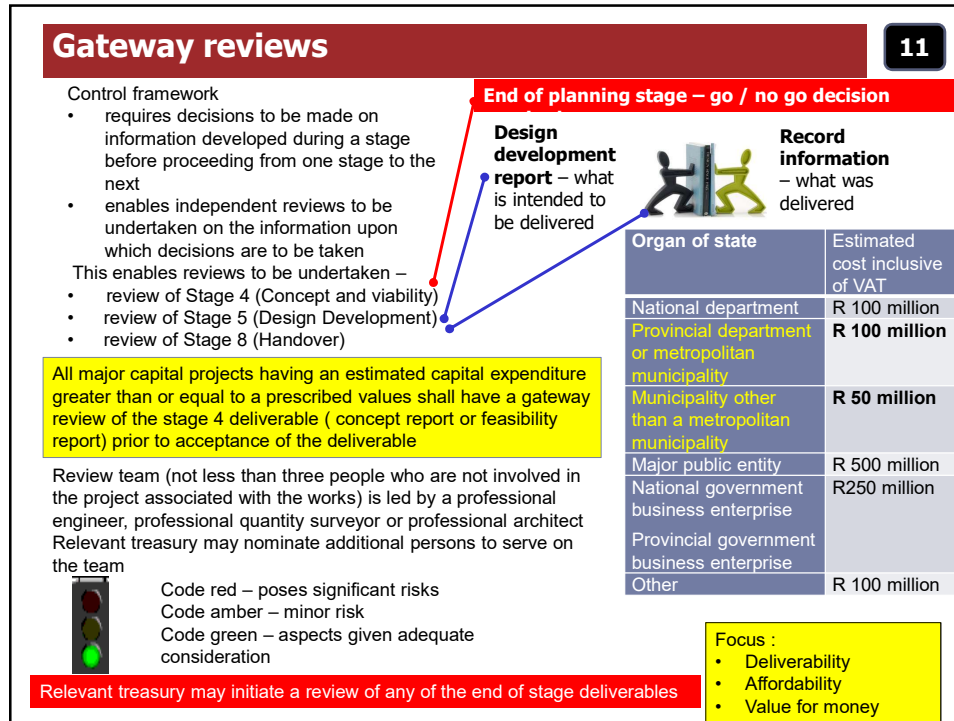 Gateway reviews
11
Control framework
• requires decisions to be made on
information developed during a stage
before proceeding from one stage to the
next
• enables independent reviews to be
undertaken on the information upon
which decisions are to be taken
This enables reviews to be undertaken –
• review of Stage 4 (Concept and viability)
• review of Stage 5 (Design Development)
• review of Stage 8 (Handover)
End of planning stage – go / no go decision
Design
development
report – what
is intended to
be delivered
Record
information
– what was
delivered
Organ of state
Estimated
cost inclusive
of VAT
National department R 100 million
Provincial department R 100 million
or metropolitan
municipality
Municipality other R 50 million
than a metropolitan
municipality
Major public entity R 500 million
National government R250 million
business enterprise
Provincial government
business enterprise
Other R 100 million
All major capital projects having an estimated capital expenditure
greater than or equal to a prescribed values shall have a gateway
review of the stage 4 deliverable ( concept report or feasibility
report) prior to acceptance of the deliverable
Review team (not less than three people who are not involved in
the project associated with the works) is led by a professional
engineer, professional quantity surveyor or professional architect
Relevant treasury may nominate additional persons to serve on
the team
Code red – poses significant risks
Code amber – minor risk
Code green – aspects given adequate
consideration
Relevant treasury may initiate a review of any of the end of stage deliverables
Focus :
• Deliverability
• Affordability
• Value for money